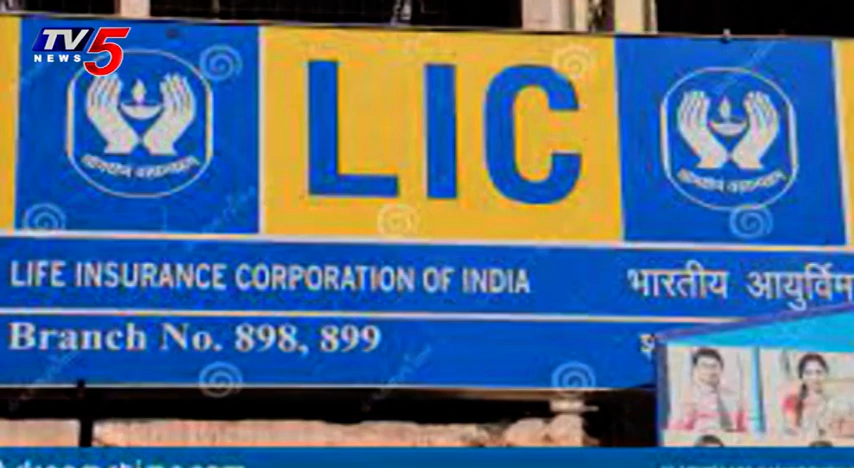 TV5
NEWS
LIC
LIFE INSURANCE CORPORATION OF INDIA
भारतीय आयुर्विम
Branch No. 898, 899